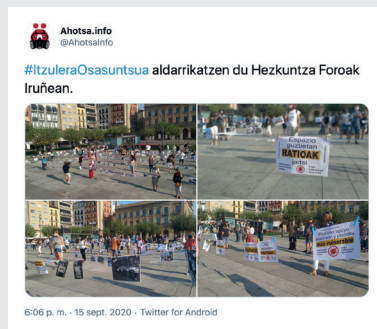 Ahotsa.info
@AhotsaInfo
#ItzuleraOsasuntsua aldarrikatzen du Hezkuntza Foroak
Iruñean.
Espazio
guztietan
RATIOAK
jaitsi
6:06 p. m. · 15 sept. 2020 · Twitter for Android